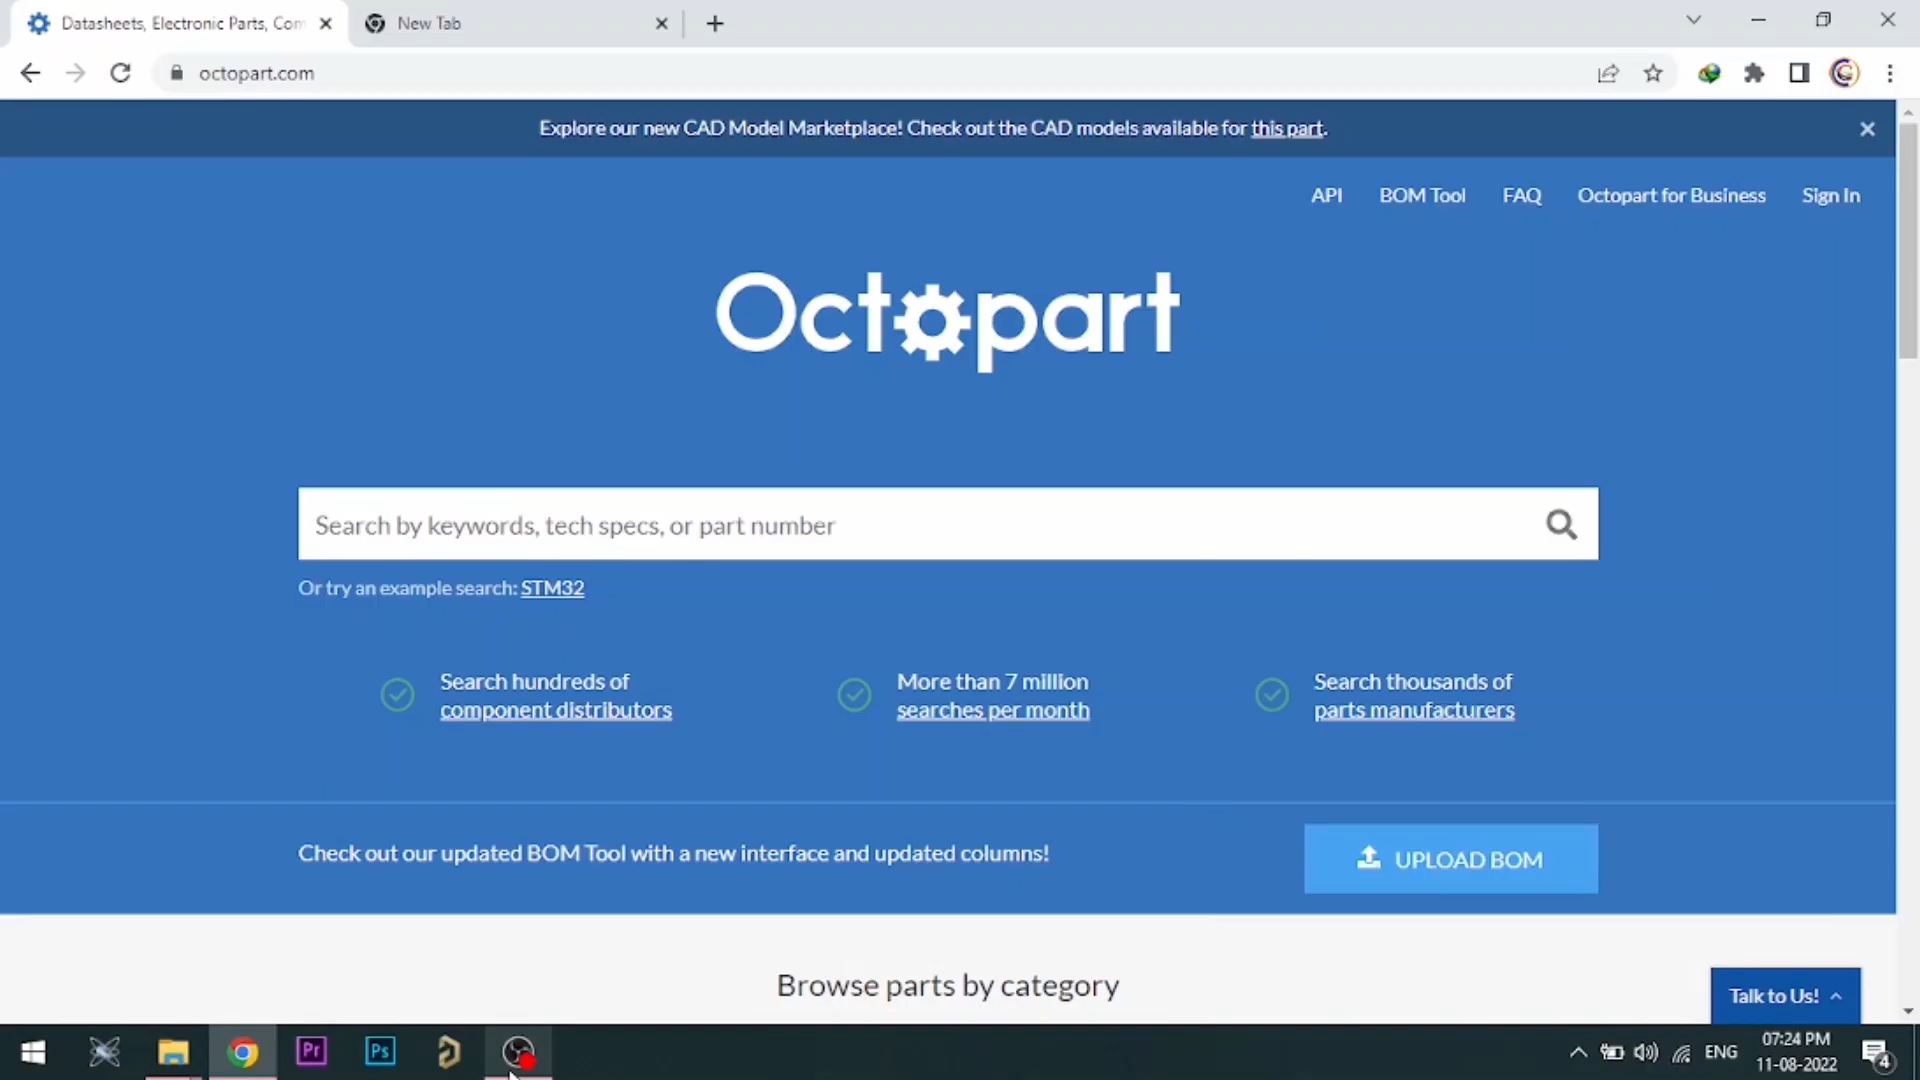 Datasheets, Electronic Parts, Com
New Tab
octopart.com
Explore our new CAD Model Marketplace! Check out the CAD models available for this part.
API BOM Tool FAQ Octopart for Business Sign In
Octopart
Search by keywords, tech specs, or part number
Or try an example search: STM32
Search hundreds of
component distributors
More than 7 million
searches per month
Search thousands of
parts manufacturers
Check out our updated BOM Tool with a new interface and updated columns!
UPLOAD BOM
Browse parts by category
Talk to Us!
Pr
Ps
ENG
07:24 PM
11-08-2022
4